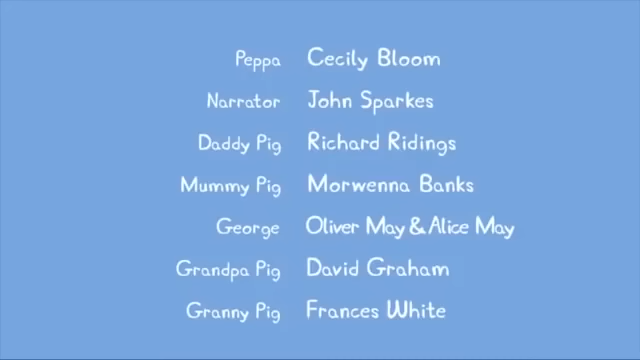 Peppa Cecily Bloom
Narrator John Sparkes
Daddy Pig Richard Ridings
Mummy Pig Morwenna Banks
George Oliver May & Alice May
Grandpa Pig David Graham
Granny Pig Frances White